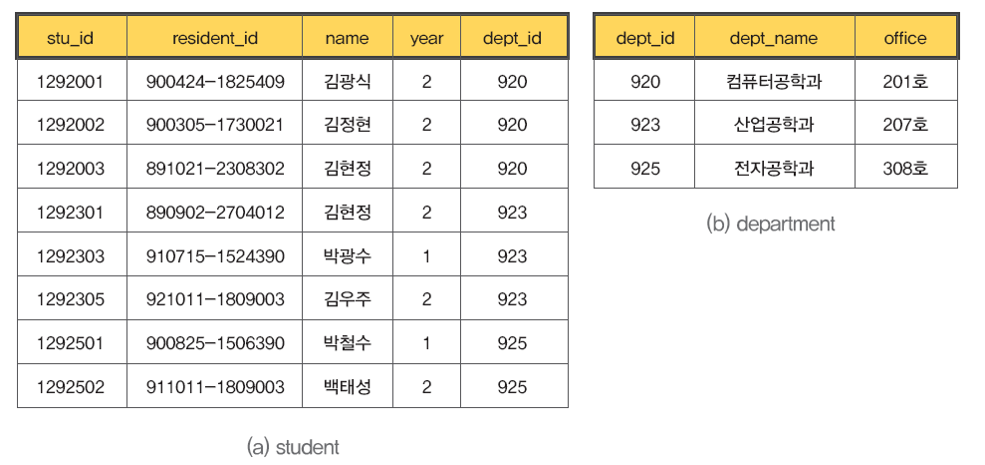 stu_id resident_id name year dept_id
1292001 900424-1825409 김광식 2 920
1292002 900305-1730021 김정현 2 920
1292003 891021-2308302 김현정 2 920
1292301 890902-2704012 김현정 2 923
1292303 910715-1524390 박광수 1 923
1292305 921011-1809003 김우주 2 923
1292501 900825-1506390 박철수 1 925
1292502 911011-1809003 백태성 2 925
(a) student
dept_id dept_name office
920 컴퓨터공학과 201호
923 산업공학과 207호
925 전자공학과 308호
(b) department